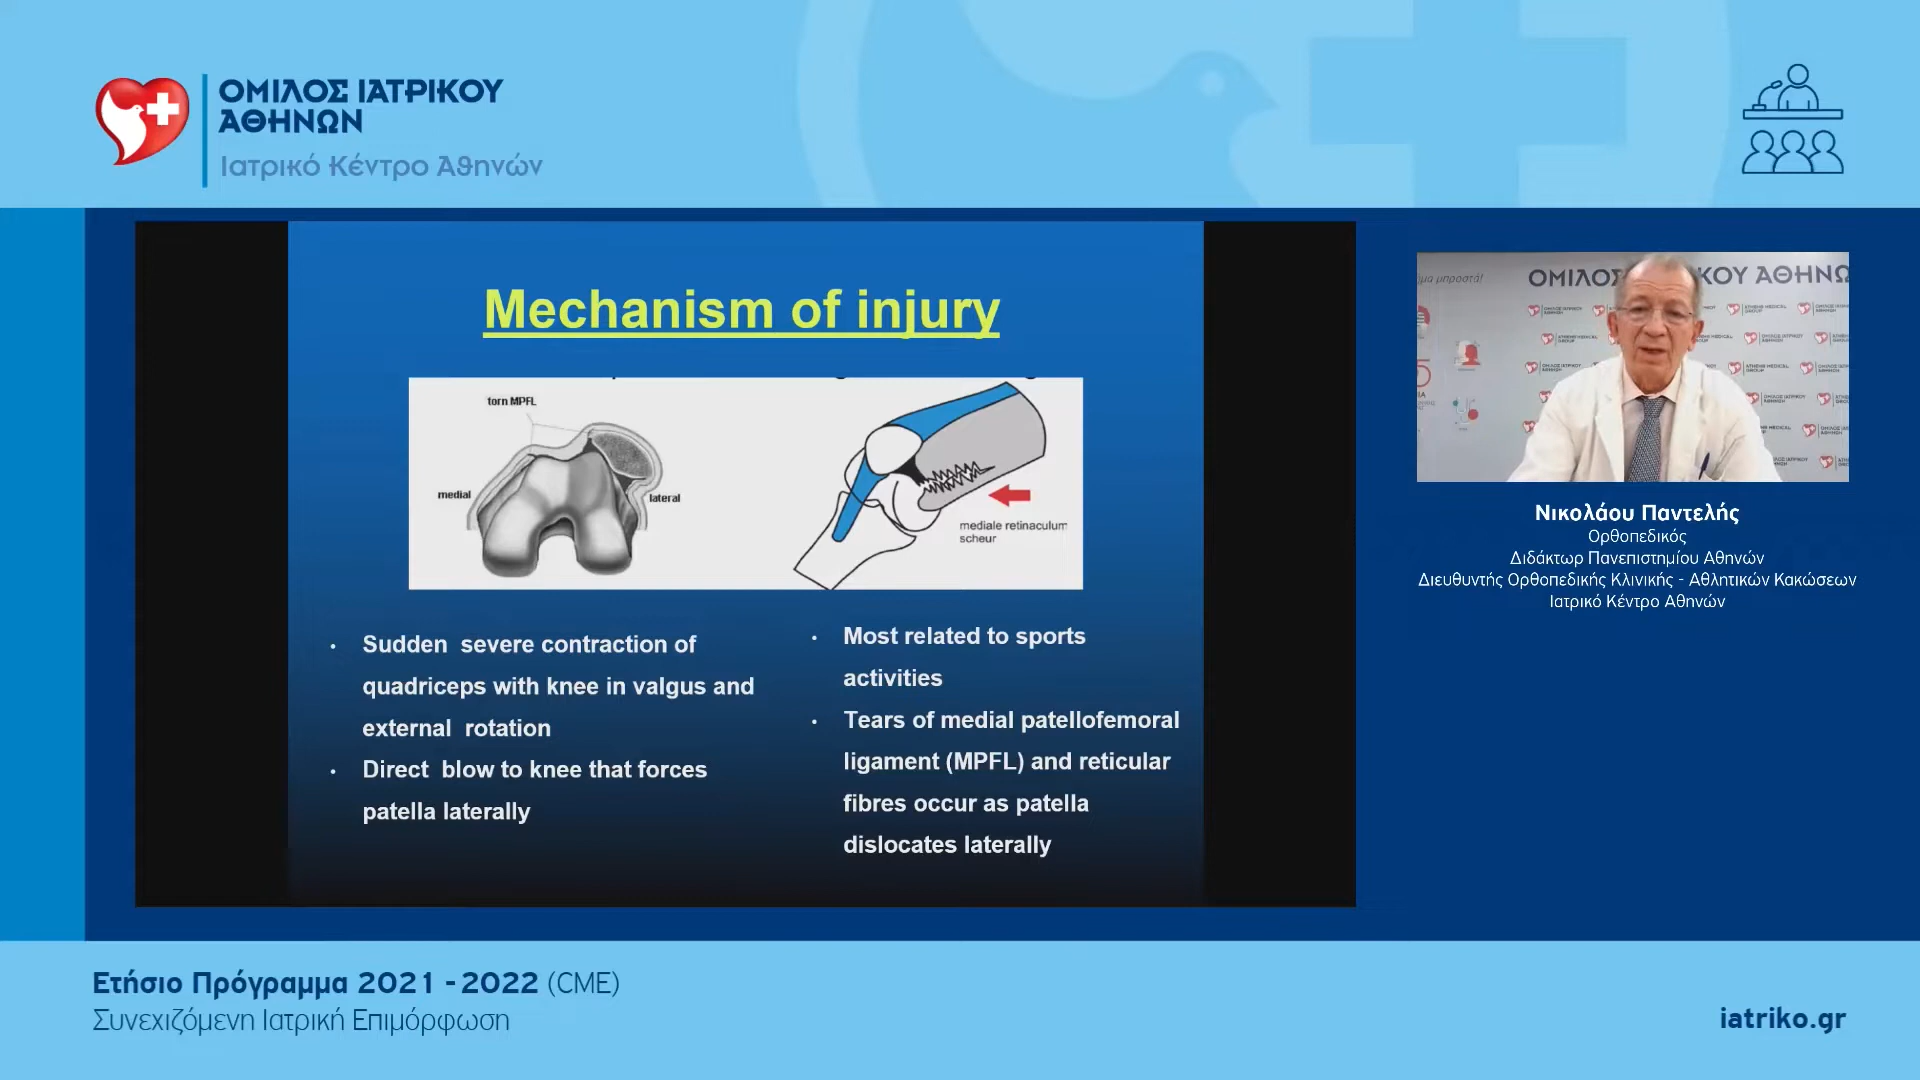 ΟΜΙΛΟΣ ΙΑΤΡΙΚΟΥ
ΑΘΗΝΩΝ
Ιατρικό Κέντρο Αθηνών
Mechanism of injury
torn MPFL
medial
lateral
mediale retinaculum
scheur
• Sudden severe contraction of
quadriceps with knee in valgus and
external rotation
• Direct blow to knee that forces
patella laterally
• Most related to sports
activities
• Tears of medial patellofemoral
ligament (MPFL) and reticular
fibres occur as patella
dislocates laterally
μπροστά!
Νικολάου Παντελής
Ορθοπεδικός
Διδάκτωρ Πανεπιστημίου Αθηνών
Διευθυντής Ορθοπεδικής Κλινικής - Αθλητικών Κακώσεων
Ιατρικό Κέντρο Αθηνών
Ετήσιο Πρόγραμμα 2021 - 2022 (CME)
Συνεχιζόμενη Ιατρική Επιμόρφωση
iatriko.gr